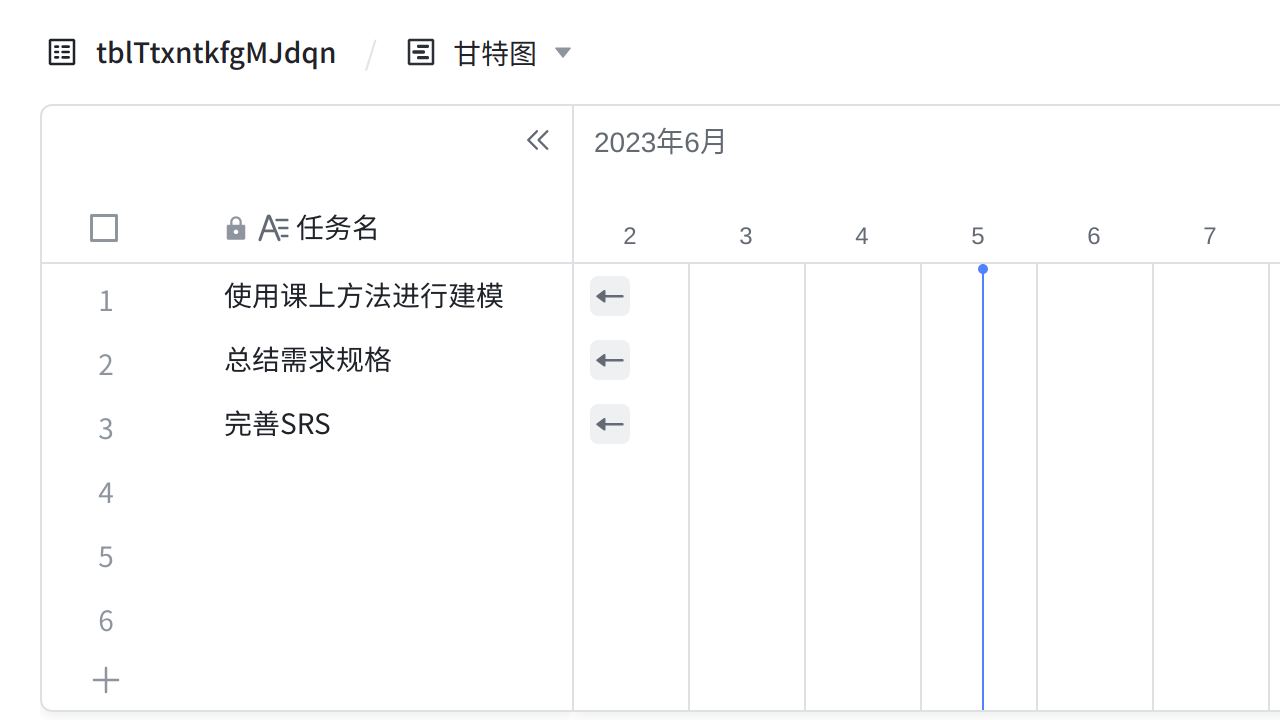 tblTtxntkfgMJdqn / 甘特图
2023年6月
任务名
2 3 4 5 6 7
1 使用课上方法进行建模
2 总结需求规格
3 完善SRS
4
5
6